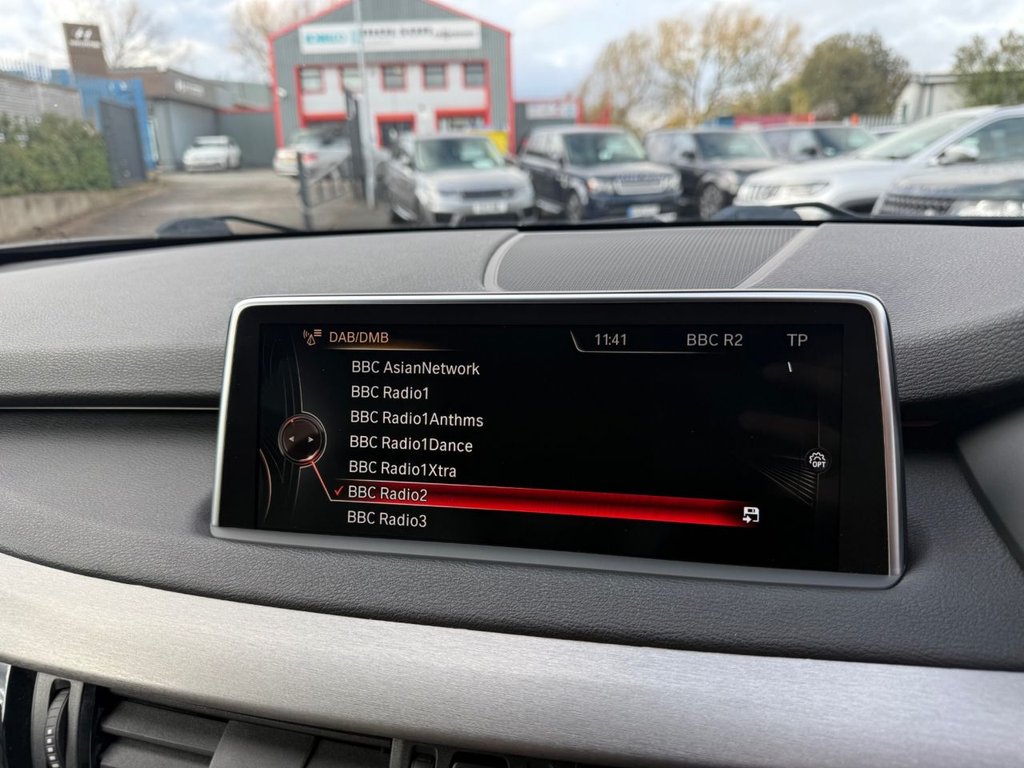 DAB/DMB
11:41
BBC R2
TP
BBC AsianNetwork
BBC Radio1
BBC Radio1Anthms
BBC Radio1Dance
BBC Radio1Xtra
OPT
BBC Radio2
BBC Radio3